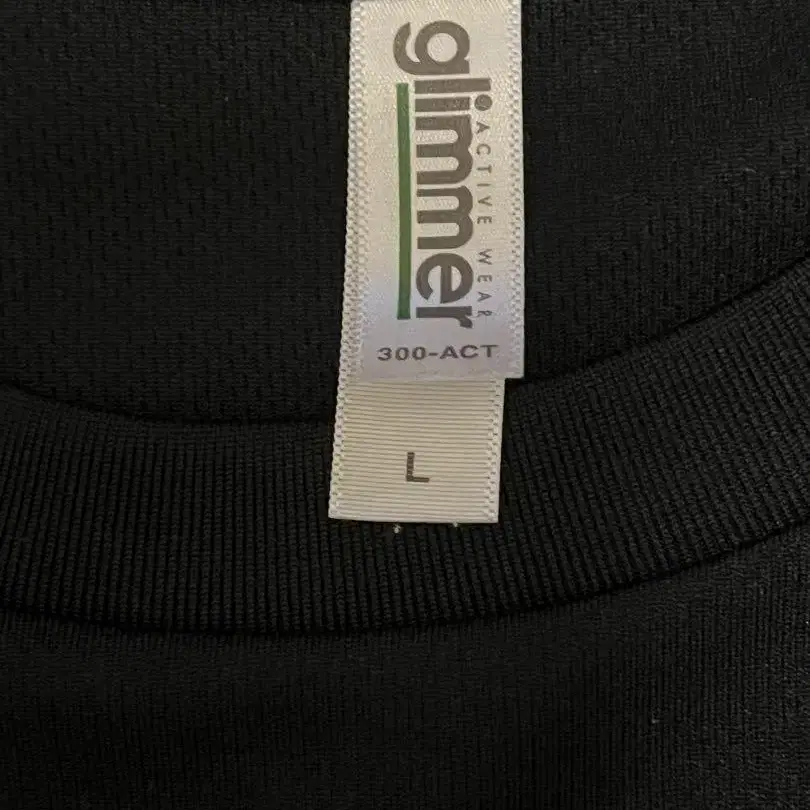 glimmer
ACTIVE WEAR
300-ACT
L